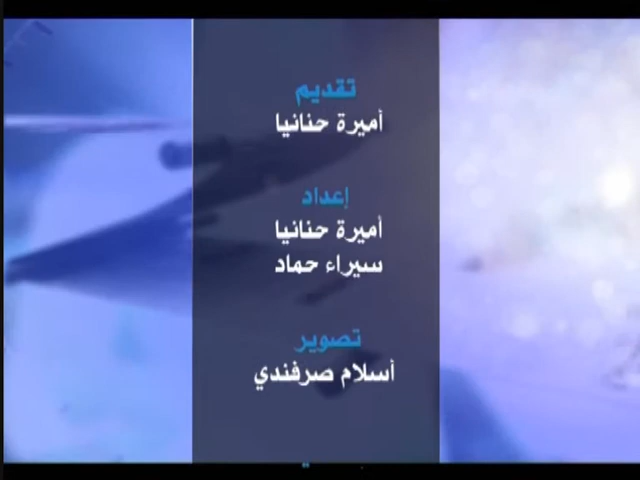 تقديم
أميرة حنانيا
إعداد
أميرة حنانيا
سيراء حماد
تصوير
أسلام صرفندي